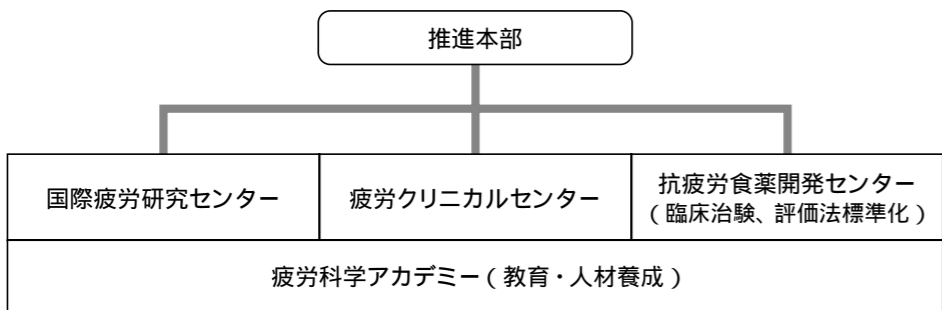 推進本部
国際疲労研究センター
疲労クリニカルセンター
抗疲労食薬開発センター
(臨床治験、評価法標準化)
疲労科学アカデミー(教育・人材養成)